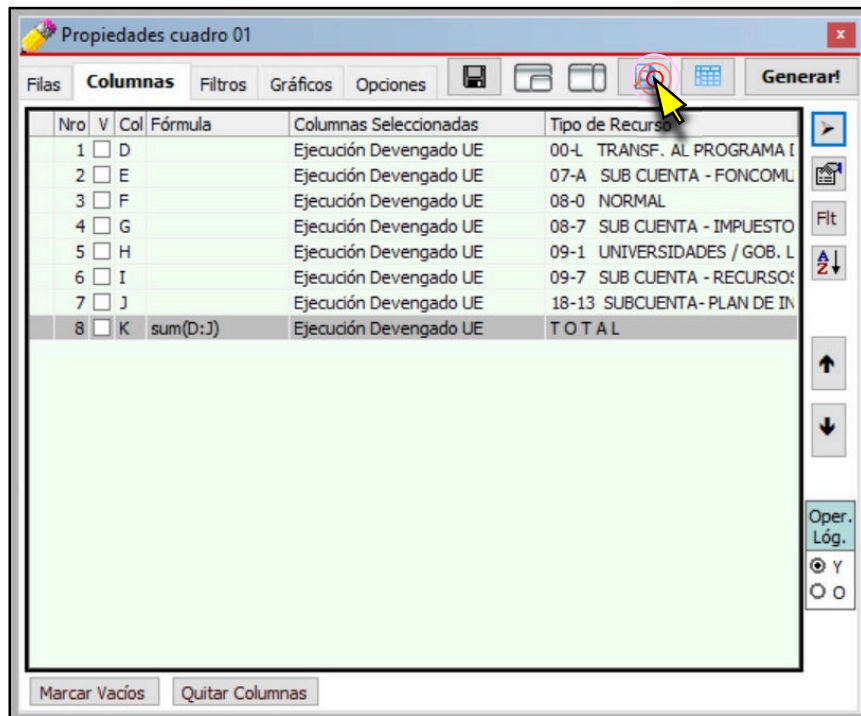 Propiedades cuadro 01
x
Filas Columnas Filtros Gráficos Opciones Generar!
Nro V Col Fórmula Columnas Seleccionadas Tipo de Recurso
1 D Ejecución Devengado UE 00-L TRANSF. AL PROGRAMA D
2 E Ejecución Devengado UE 07-A SUB CUENTA - FONCOMU
3 F Ejecución Devengado UE 08-0 NORMAL
4 G Ejecución Devengado UE 08-7 SUB CUENTA - IMPUESTO
5 H Ejecución Devengado UE 09-1 UNIVERSIDADES / GOB. L
6 I Ejecución Devengado UE 09-7 SUB CUENTA - RECURSOS
7 J Ejecución Devengado UE 18-13 SUBCUENTA- PLAN DE IN
8 K sum(D:J) Ejecución Devengado UE T O T A L
Flt
A
Z
Oper.
Lóg.
Y
O
Marcar Vacíos Quitar Columnas